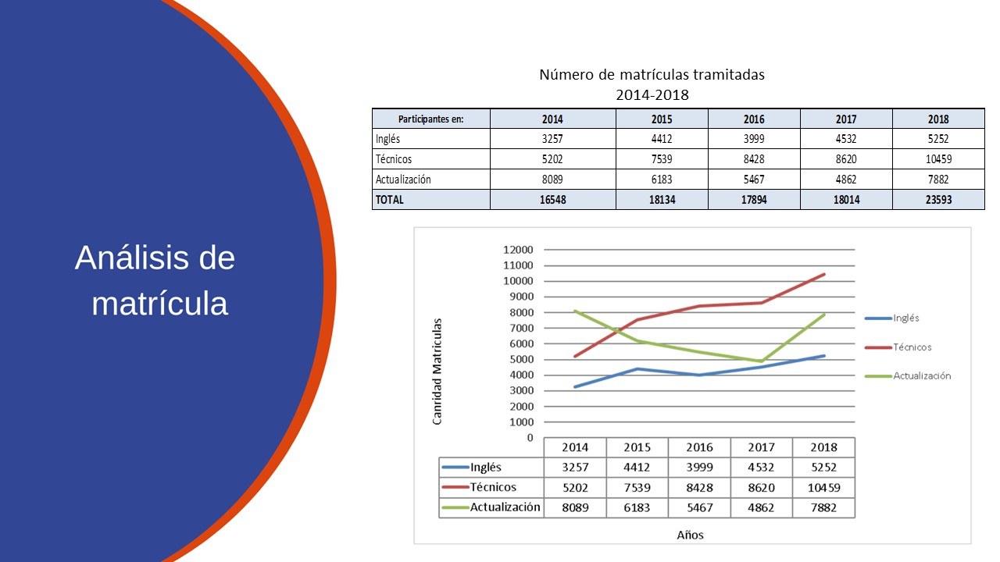 Análisis de
matrícula
Número de matrículas tramitadas
2014-2018
Participantes en: 2014 2015 2016 2017 2018
Inglés 3257 4412 3999 4532 5252
Técnicos 5202 7539 8428 8620 10459
Actualización 8089 6183 5467 4862 7882
TOTAL 16548 18134 17894 18014 23593
Canridad Matriculas
12000
11000
10000
9000
8000
7000
6000
5000
4000
3000
2000
1000
0
Inglés
Técnicos
Actualización
2014 2015 2016 2017 2018
Inglés 3257 4412 3999 4532 5252
Técnicos 5202 7539 8428 8620 10459
Actualización 8089 6183 5467 4862 7882
Años